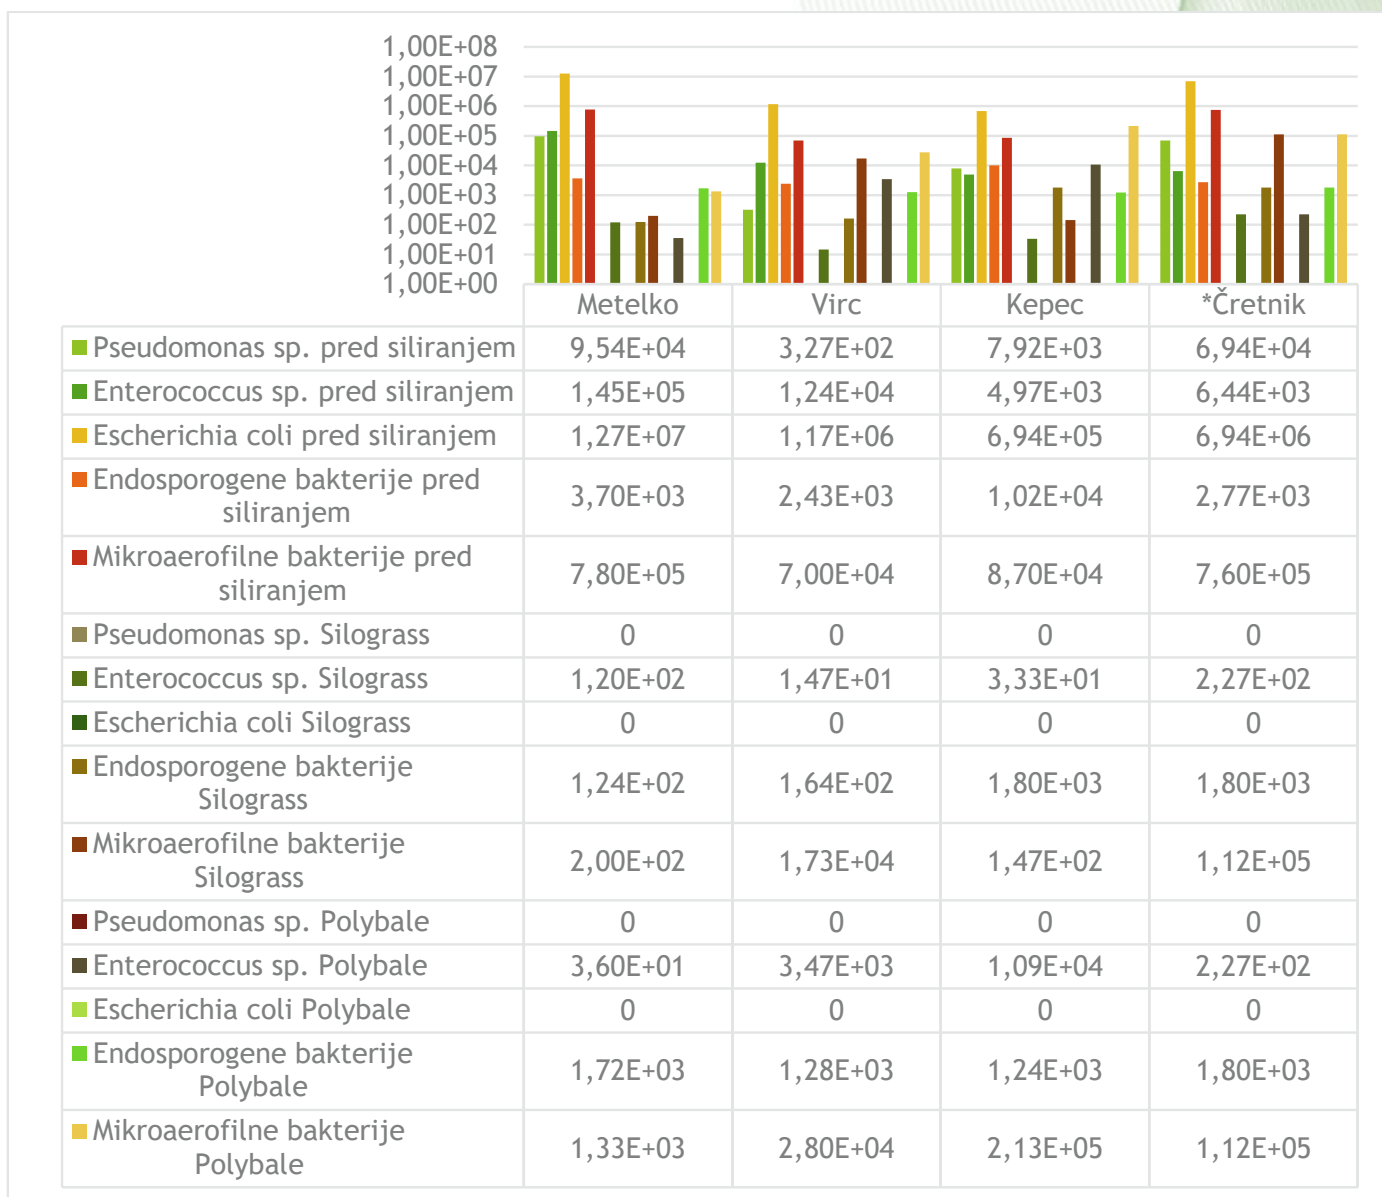 1,00E+08
1,00E+07
1,00E+06
1,00E+05
1,00E+04
1,00E+03
1,00E+02
1,00E+01
1,00E+00
Metelko Virc Kepec *Čretnik
Pseudomonas sp. pred siliranjem 9,54E+04 3,27E+02 7,92E+03 6,94E+04
Enterococcus sp. pred siliranjem 1,45E+05 1,24E+04 4,97E+03 6,44E+03
Escherichia coli pred siliranjem 1,27E+07 1,17E+06 6,94E+05 6,94E+06
Endosporogene bakterije pred
siliranjem 3,70E+03 2,43E+03 1,02E+04 2,77E+03
Mikroaerofilne bakterije pred
siliranjem 7,80E+05 7,00E+04 8,70E+04 7,60E+05
Pseudomonas sp. Silograss 0 0 0 0
Enterococcus sp. Silograss 1,20E+02 1,47E+01 3,33E+01 2,27E+02
Escherichia coli Silograss 0 0 0 0
Endosporogene bakterije
Silograss 1,24E+02 1,64E+02 1,80E+03 1,80E+03
Mikroaerofilne bakterije
Silograss 2,00E+02 1,73E+04 1,47E+02 1,12E+05
Pseudomonas sp. Polybale 0 0 0 0
Enterococcus sp. Polybale 3,60E+01 3,47E+03 1,09E+04 2,27E+02
Escherichia coli Polybale 0 0 0 0
Endosporogene bakterije
Polybale 1,72E+03 1,28E+03 1,24E+03 1,80E+03
Mikroaerofilne bakterije
Polybale 1,33E+03 2,80E+04 2,13E+05 1,12E+05